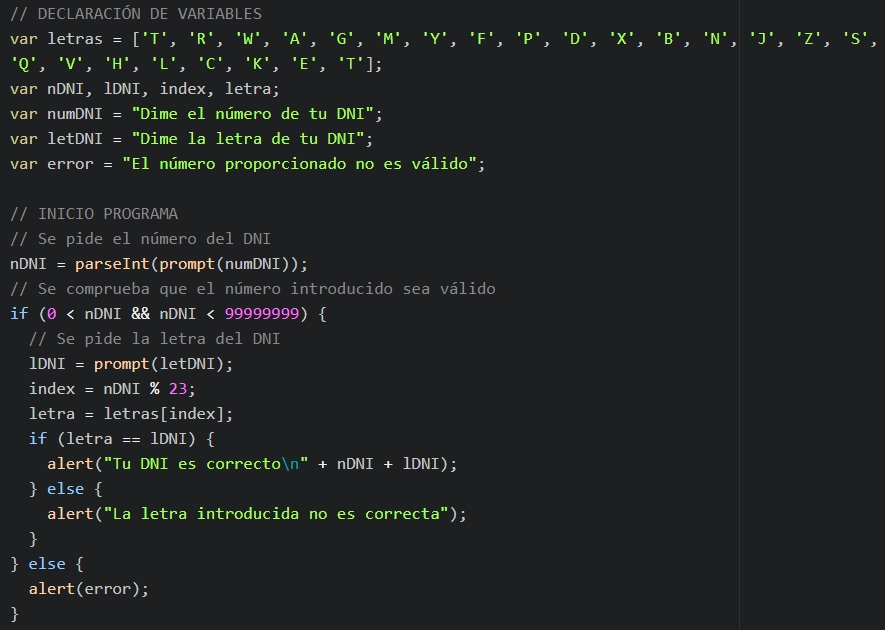 // DECLARACIÓN DE VARIABLES
var letras = ['T', 'R', 'W', 'A', 'G', 'M', 'Y', 'F', 'P', 'D', 'X', 'B', 'N', 'J', 'Z', 'S',
'Q', 'V', 'H', 'L', 'C', 'K', 'E', 'T'];
var nDNI, lDNI, index, letra;
var numDNI = "Dime el número de tu DNI";
var letDNI = "Dime la letra de tu DNI";
var error = "El número proporcionado no es válido";

// INICIO PROGRAMA
// Se pide el número del DNI
nDNI = parseInt(prompt(numDNI));
// Se comprueba que el número introducido sea válido
if (0 < nDNI && nDNI < 99999999) {
  // Se pide la letra del DNI
  lDNI = prompt(letDNI);
  index = nDNI % 23;
  letra = letras[index];
  if (letra == lDNI) {
    alert("Tu DNI es correcto\n" + nDNI + lDNI);
  } else {
    alert("La letra introducida no es correcta");
  }
} else {
  alert(error);
}